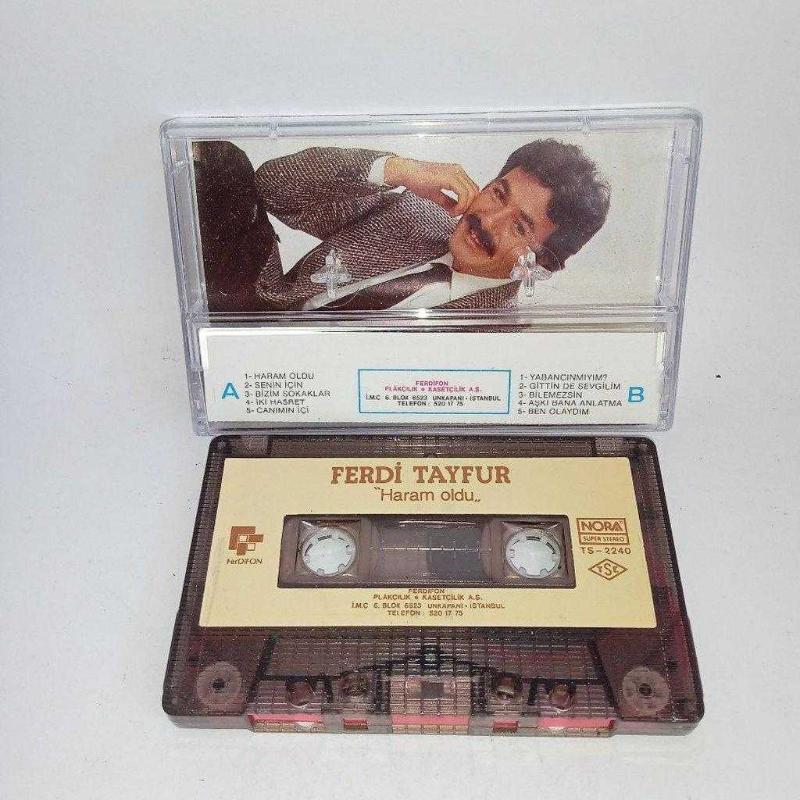 A
1- HARAM OLDU
2- SENİN İÇİN
3- BİZİM SOKAKLAR
4- İKİ HASRET
5- CANIMIN İÇİ
FERDİFON
PLÂKÇILIK • KASETÇİLİK A.Ş.
İ.M.Ç 6. BLOK 6523 UNKAPANI - İSTANBUL
TELEFON: 520 17 75
1- YABANCINMIYIM?
2- GİTTİN DE SEVGİLİM
3- BİLEMEZSİN
4- AŞKI BANA ANLATMA
5- BEN OLAYDIM
B
FERDİ TAYFUR
"Haram oldu„
FerDİFON
NORA
SUPER STEREO
TS-2240
TSE
FERDİFON
PLÂKÇILIK • KASETÇİLİK A.Ş.
İ.M.Ç 6. BLOK 6523 UNKAPANI - İSTANBUL
TELEFON: 520 17 75